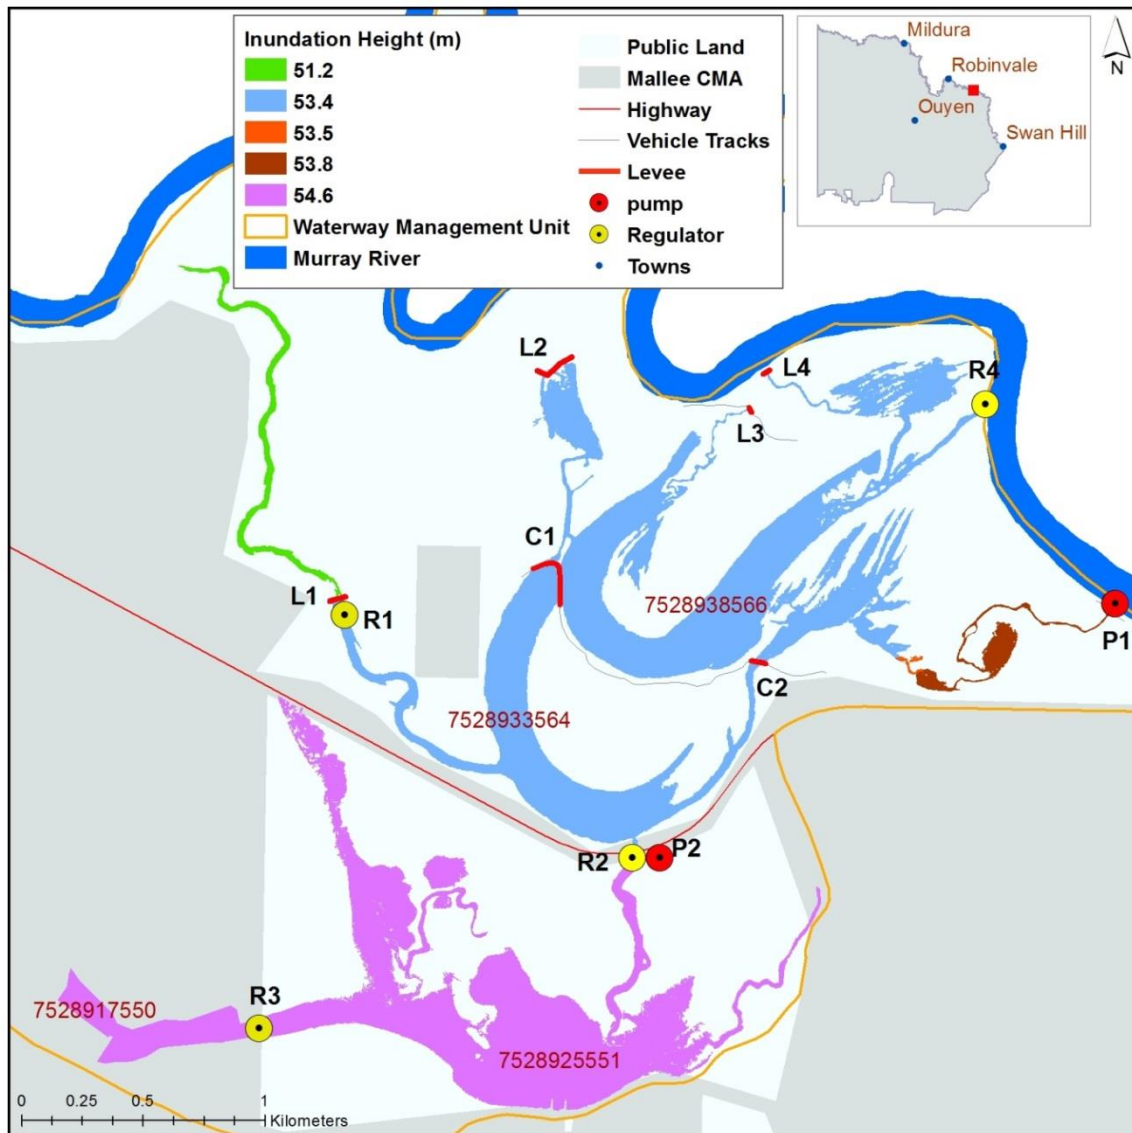 Inundation Height (m)
51.2
53.4
53.5
53.8
54.6
Waterway Management Unit
Murray River
Public Land
Mallee CMA
Highway
Vehicle Tracks
Levee
pump
Regulator
Towns
Mildura
Robinvale
Ouyen
Swan Hill
N
L2
L4
R4
L3
C1
L1
R1
7528938566
P1
C2
7528933564
R2
P2
R3
7528917550
7528925551
0 0.25 0.5 1
Kilometers